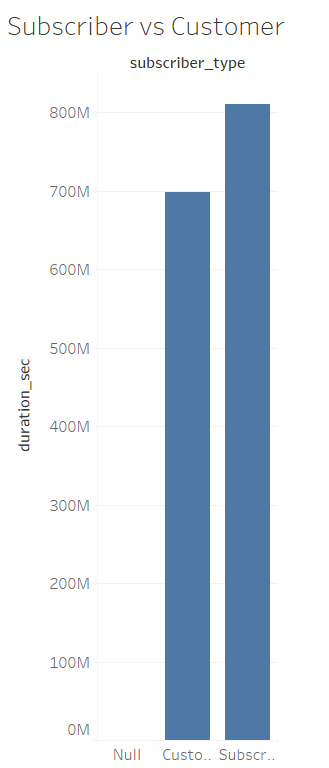 Subscriber vs Customer
subscriber_type
duration_sec
800M
700M
600M
500M
400M
300M
200M
100M
0M
Null Custo.. Subscr..